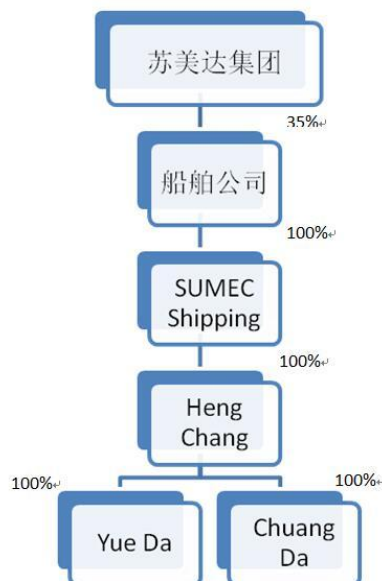 苏美达集团
35%
船舶公司
100%
SUMEC
Shipping
100%
Heng
Chang
100%
100%
Yue Da
Chuang
Da